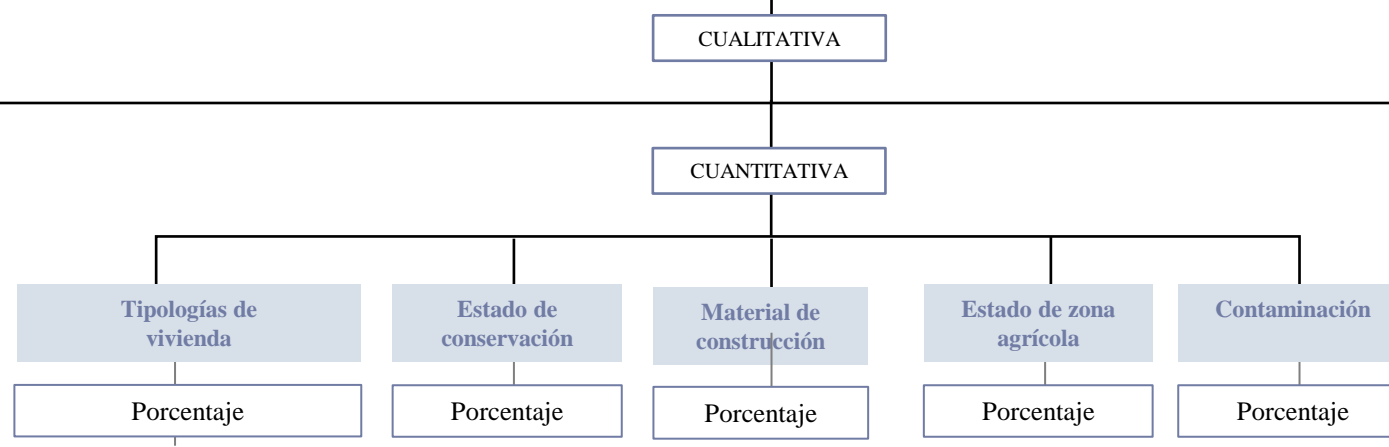 CUALITATIVA
CUANTITATIVA
Tipologías de
vivienda
Estado de
conservación
Material de
construcción
Estado de zona
agrícola
Contaminación
Porcentaje
Porcentaje
Porcentaje
Porcentaje
Porcentaje